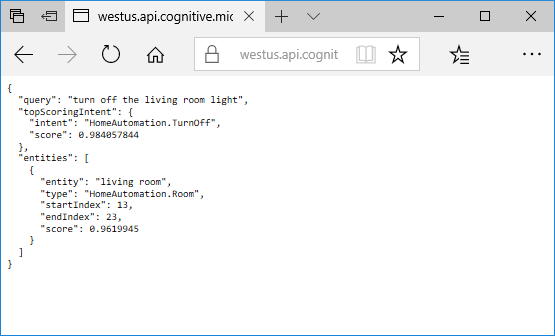 westus.api.cognitive.mic
westus.api.cognit
{
  "query": "turn off the living room light",
  "topScoringIntent": {
    "intent": "HomeAutomation.TurnOff",
    "score": 0.984057844
  },
  "entities": [
    {
      "entity": "living room",
      "type": "HomeAutomation.Room",
      "startIndex": 13,
      "endIndex": 23,
      "score": 0.9619945
    }
  ]
}